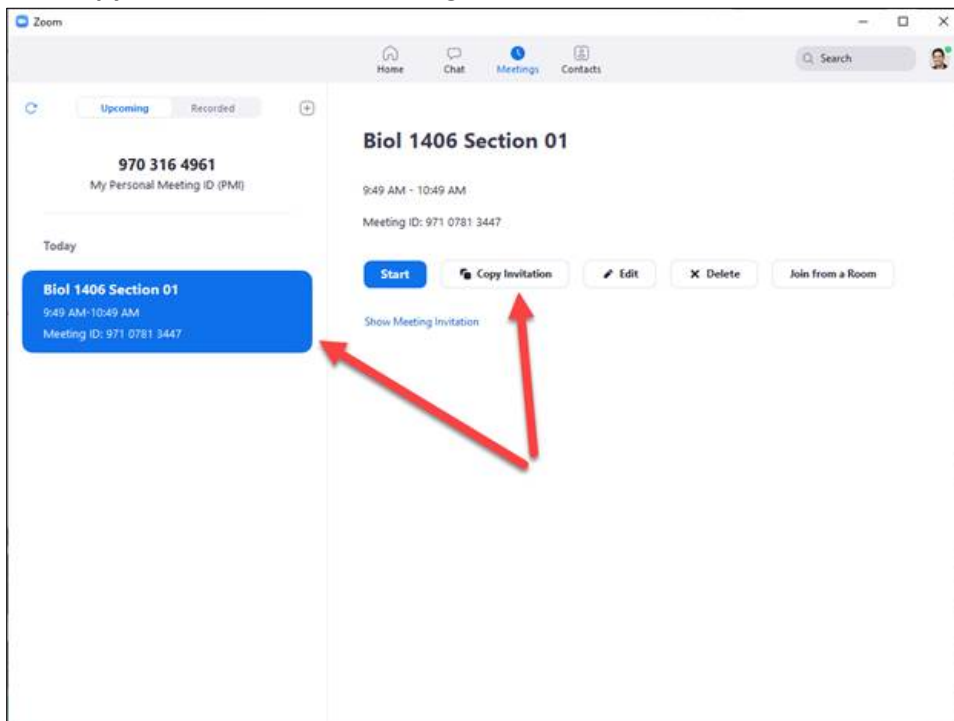 Zoom
Home Chat Meetings Contacts
Search
Upcoming Recorded
970 316 4961
My Personal Meeting ID (PMI)
Today
Biol 1406 Section 01
9:49 AM-10:49 AM
Meeting ID: 971 0781 3447
Biol 1406 Section 01
9:49 AM - 10:49 AM
Meeting ID: 971 0781 3447
Start Copy Invitation Edit Delete Join from a Room
Show Meeting Invitation